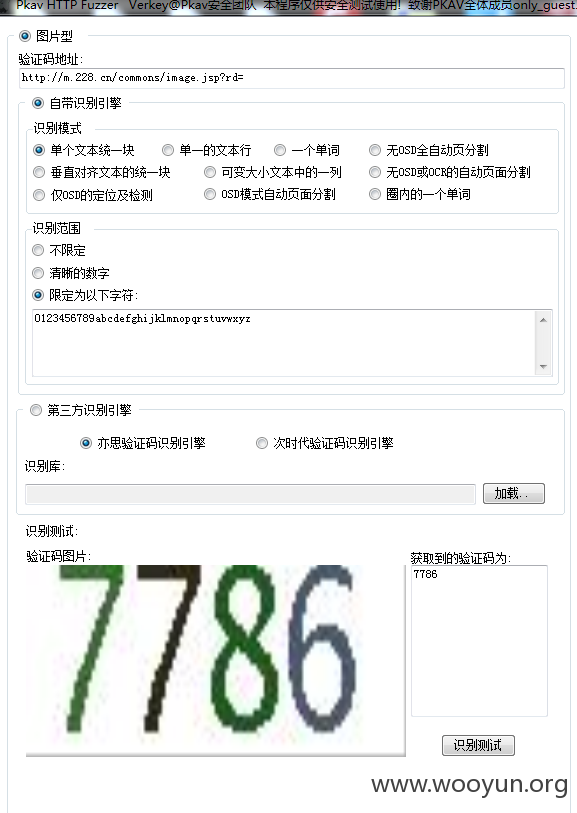 Pkav HTTP Fuzzer Verkey@Pkav安全团队 本程序仅供安全测试使用! 致谢PKAV全体成员only_guest
图片型
验证码地址:
http://m.228.cn/commons/image.jsp?rd=
自带识别引擎
识别模式
单个文本统一块 单一的文本行 一个单词 无OSD全自动页分割
垂直对齐文本的统一块 可变大小文本中的一列 无OSD或OCR的自动页面分割
仅OSD的定位及检测 OSD模式自动页面分割 圈内的一个单词
识别范围
不限定
清晰的数字
限定为以下字符:
0123456789abcdefghijklmnopqrstuvwxyz
第三方识别引擎
亦思验证码识别引擎 次时代验证码识别引擎
识别库:
加载..
识别测试:
验证码图片:
获取到的验证码为:
7786
7786
识别测试
www.wooyun.org